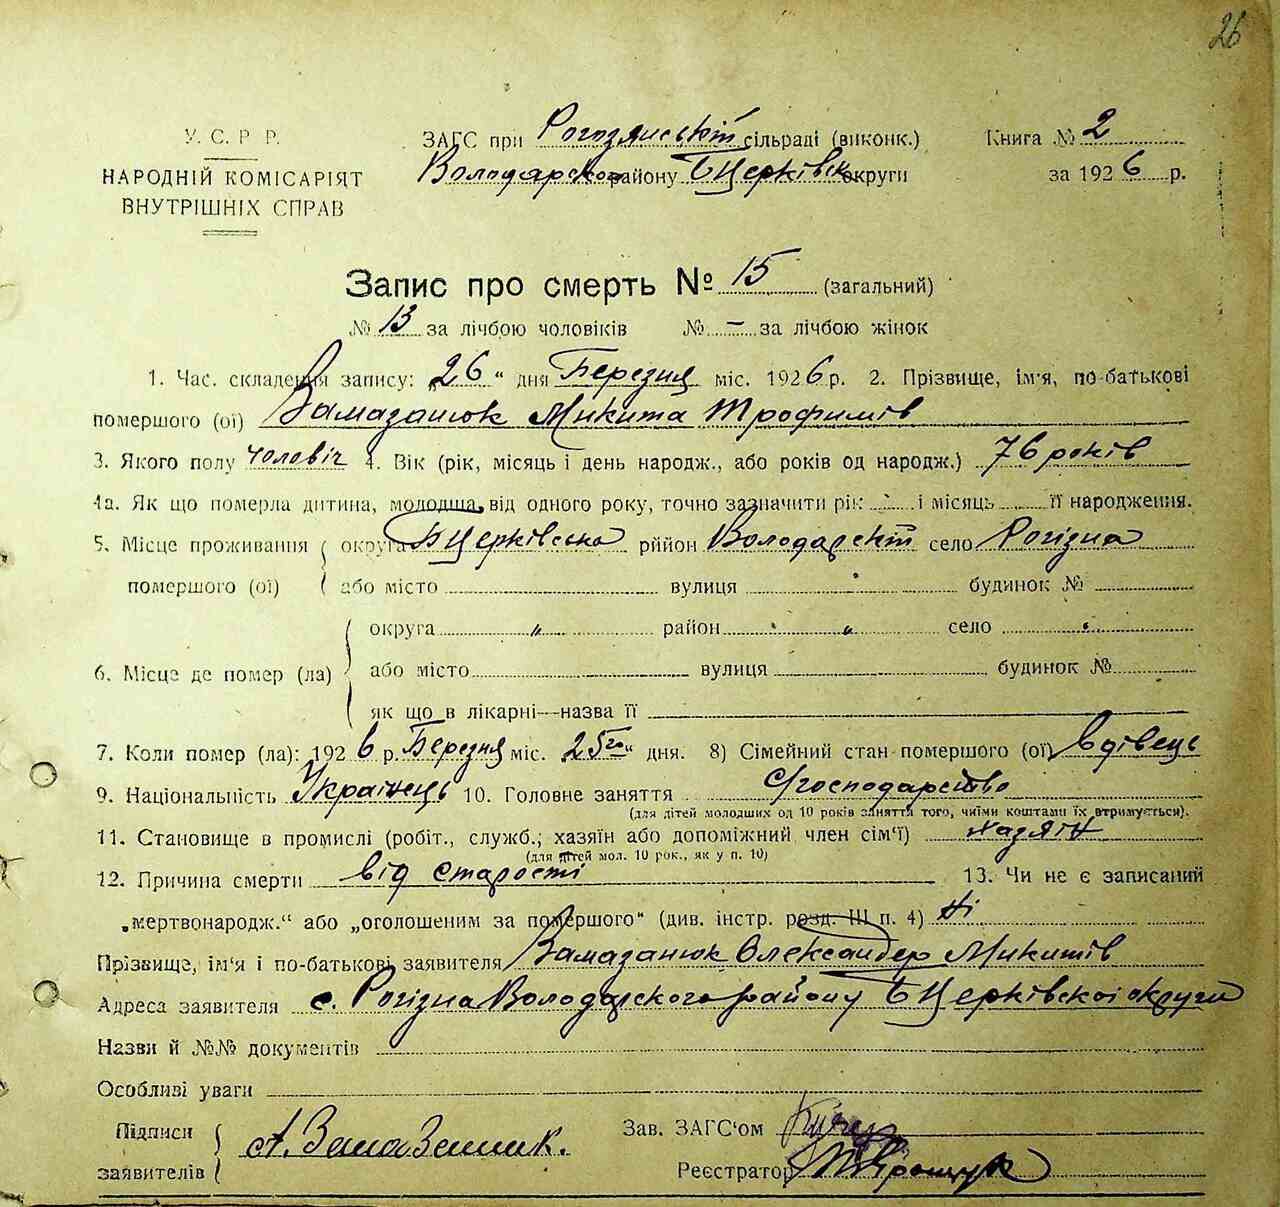 26
У. С. Р. Р.
НАРОДНІЙ КОМІСАРІЯТ
ВНУТРІШНІХ СПРАВ
ЗАГС при Рогозянській сільраді (виконк.)
Володарского району БЦерківск округи
Книга № 2
за 1926 р.
Запис про смерть № 15 (загальний)
№ 13 за лічбою чоловіків № – за лічбою жінок
1. Час. складення запису: „26" дня Березня міс. 1926 р. 2. Прізвище, ім'я, по-батькові
помершого (ої) Замазанюк Микита Трофимів
3. Якого полу чоловіч 4. Вік (рік, місяць і день народж., або років од народж.) 76 років
4а. Як що померла дитина, молодша від одного року, точно зазначити рік і місяць її народження.
5. Місце проживання округа БЦерківська рійон Володарскій село Рогізна
помершого (ої) або місто вулиця будинок №
округа „ район „ село „
6. Місце де помер (ла) або місто вулиця будинок №
як що в лікарні—назва її
7. Коли помер (ла): 1926 р. Березня міс. „25го" дня. 8) Сімейний стан помершого (ої) вдівець
9. Національність Українець 10. Головне заняття С/господарство
(для дітей молодших од 10 років заняття того, чиїми коштами їх втримується).
11. Становище в промислі (робіт., служб.; хазяїн або допоміжний член сім'ї) хазяїн
(для дітей мол. 10 рок., як у п. 10)
12. Причина смерти від старості 13. Чи не є записаний
„мертвонародж." або „оголошеним за помершого" (див. інстр. розд. III п. 4) Ні
Прізвище, ім'я і по-батькові заявителя Замазанюк Олександер Микитів
Адреса заявителя с. Рогізна Володарского району БЦерківскоі округи
Назви й №№ документів
Особливі уваги
Підписи
заявителів А. Замазанюк.
Зав. ЗАГС'ом
Реєстратор